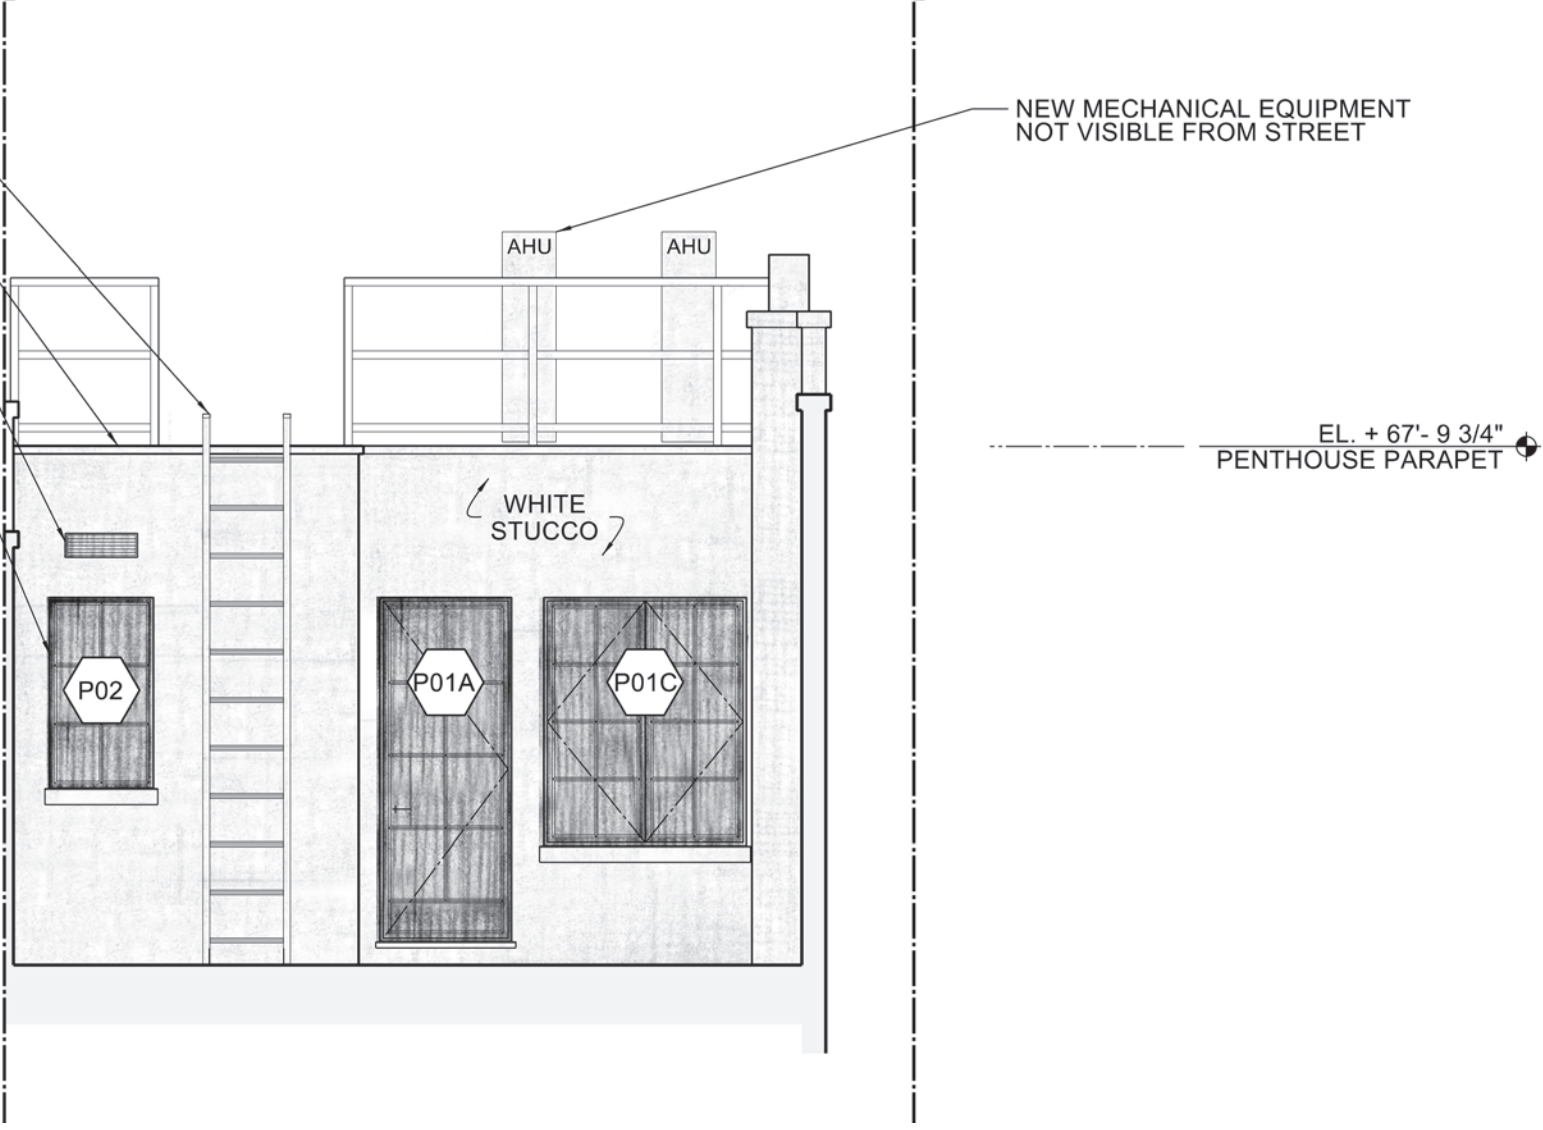 NEW MECHANICAL EQUIPMENT
NOT VISIBLE FROM STREET
AHU
AHU
EL. + 67'- 9 3/4"
PENTHOUSE PARAPET
WHITE
STUCCO
P02
P01A
P01C